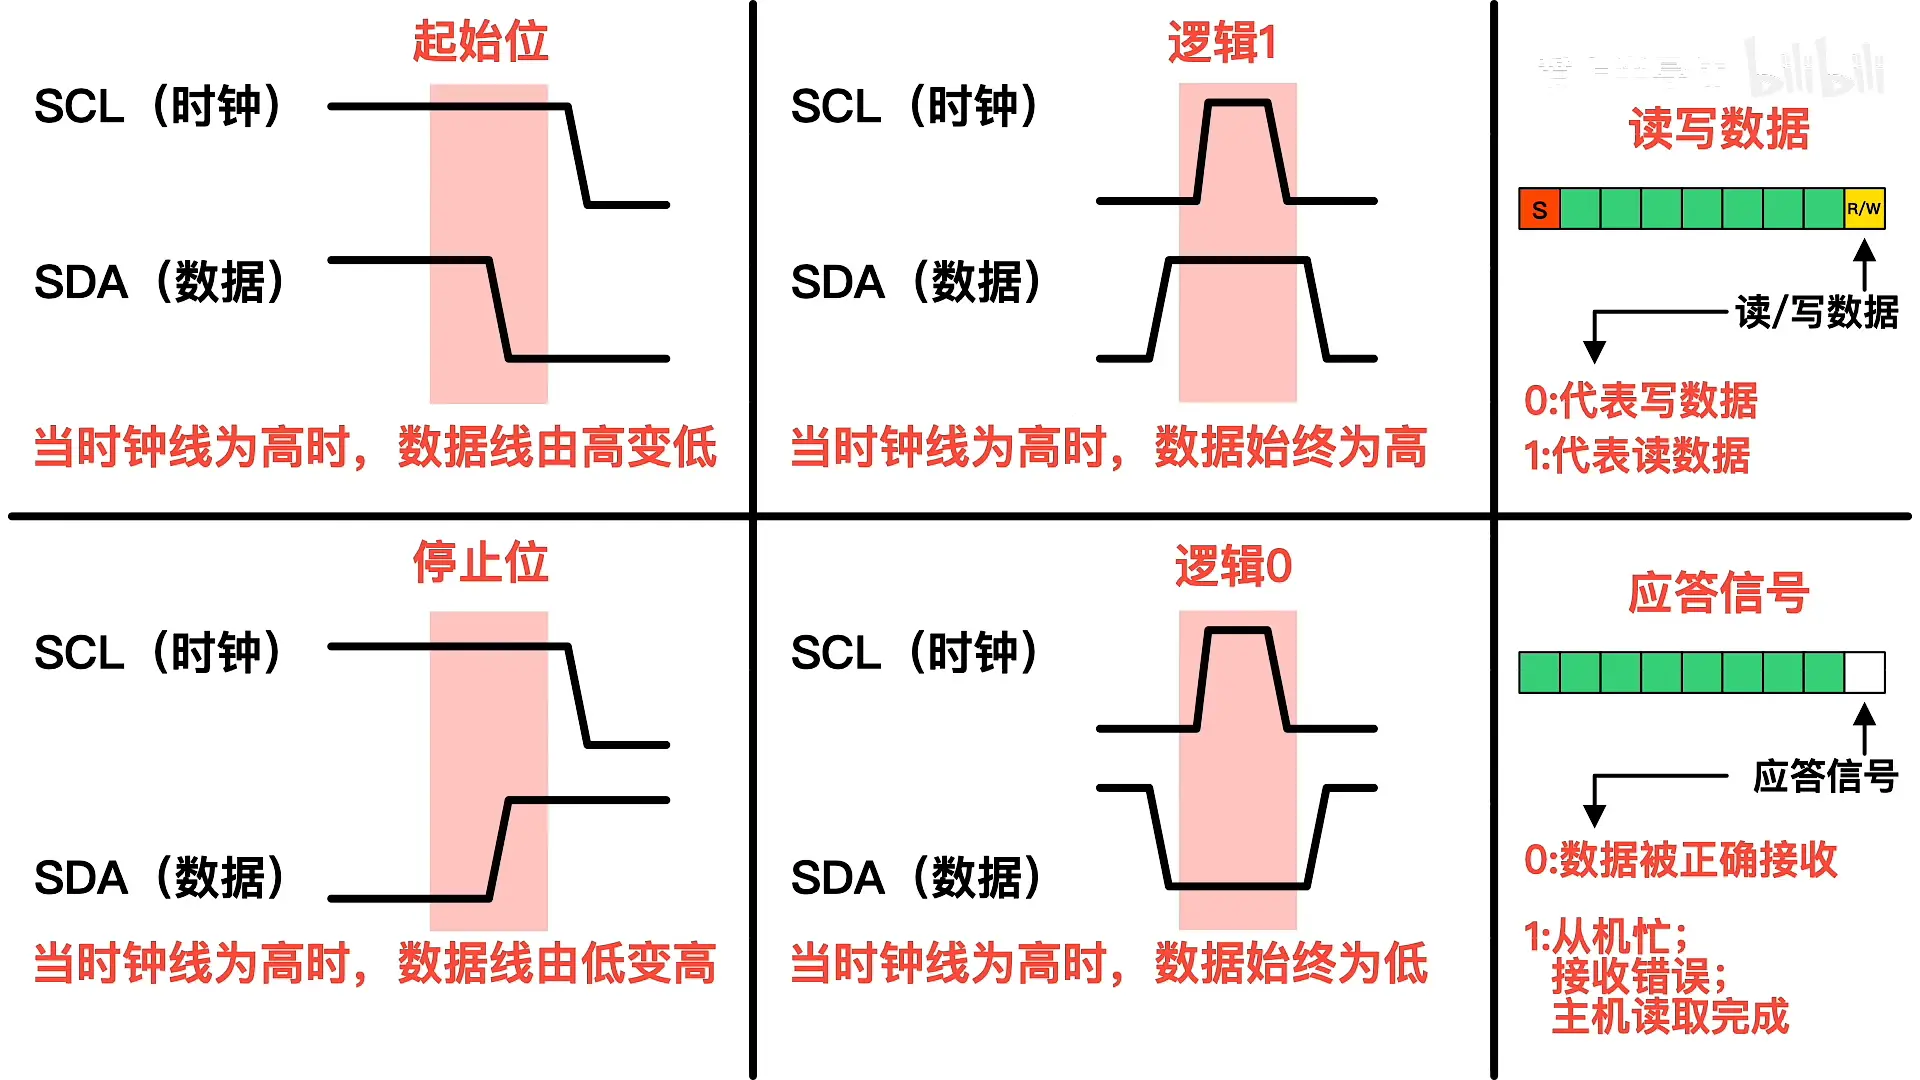 起始位
SCL（时钟）
SDA（数据）
当时钟线为高时，数据线由高变低
逻辑1
SCL（时钟）
SDA（数据）
当时钟线为高时，数据始终为高
bilibili
读写数据
S R/W
读/写数据
0:代表写数据
1:代表读数据
停止位
SCL（时钟）
SDA（数据）
当时钟线为高时，数据线由低变高
逻辑0
SCL（时钟）
SDA（数据）
当时钟线为高时，数据始终为低
应答信号
应答信号
0:数据被正确接收
1:从机忙；
接收错误；
主机读取完成